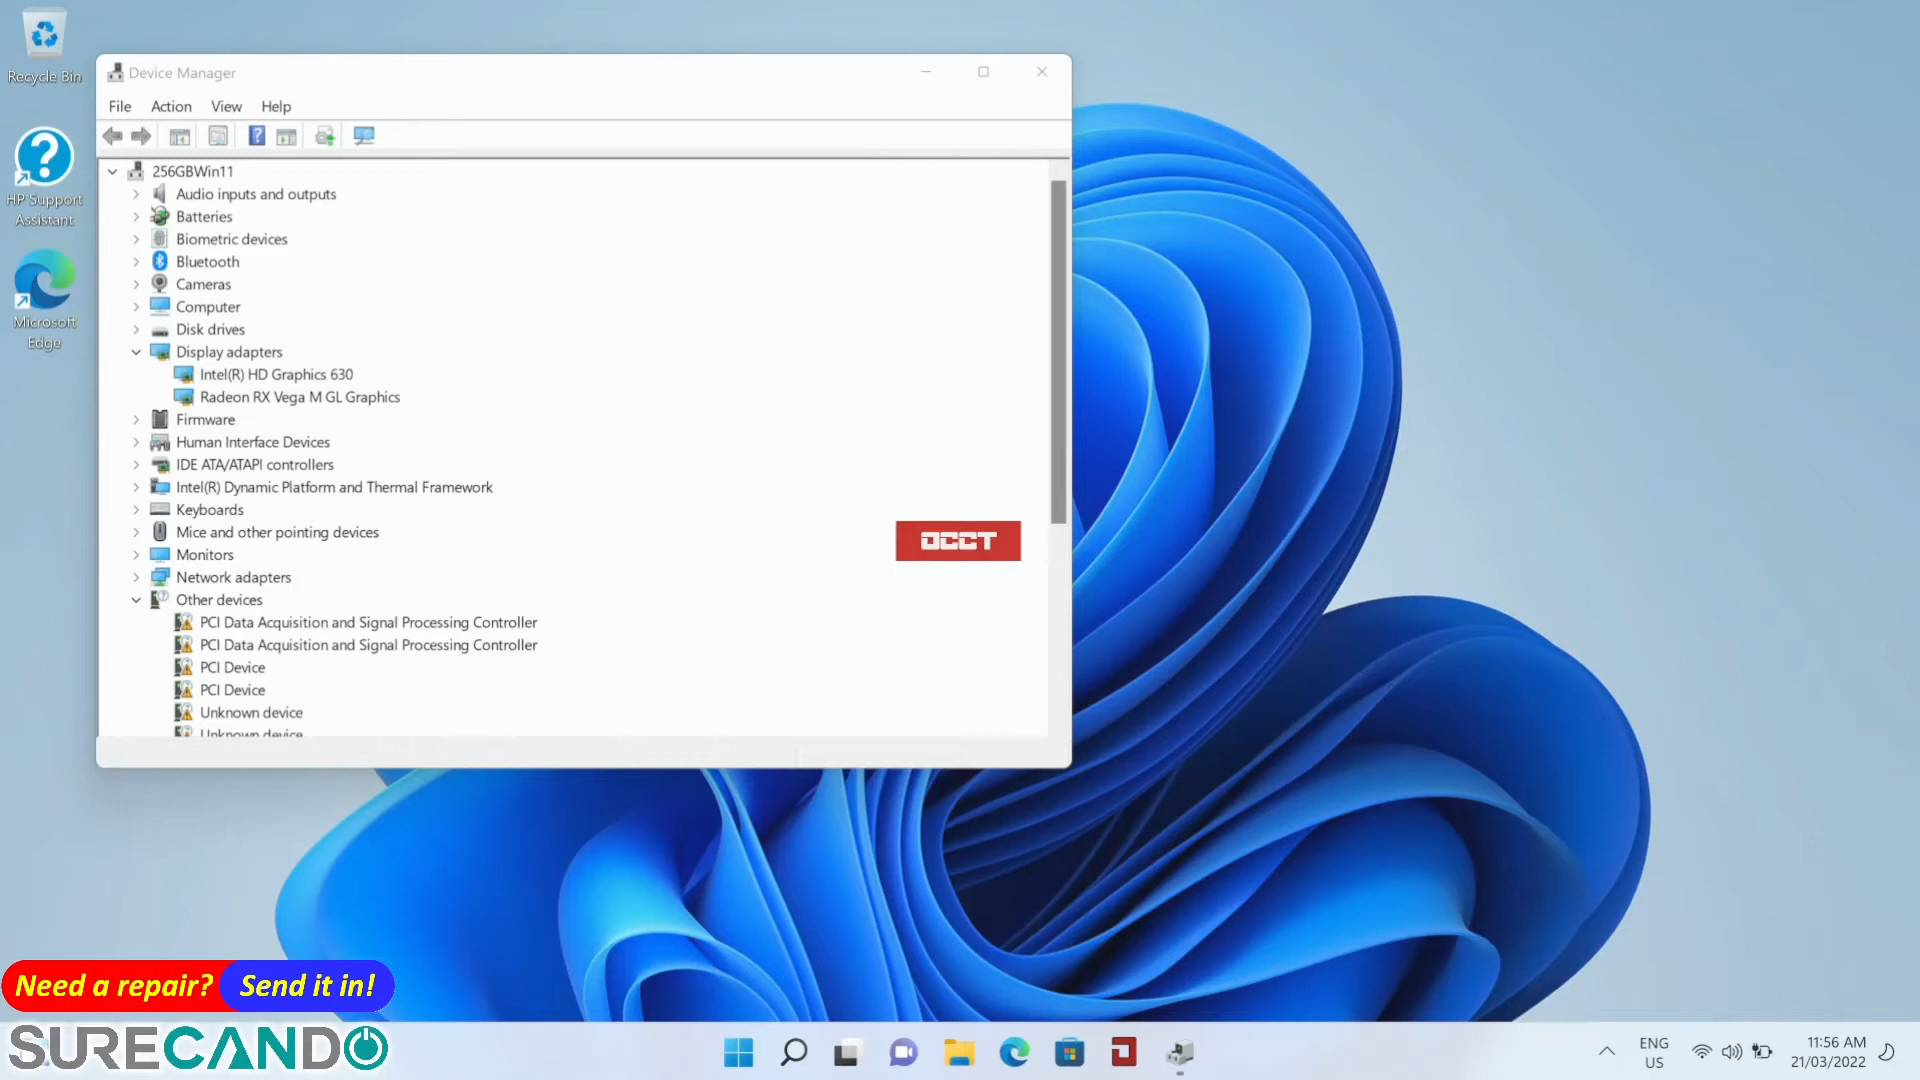 Recycle Bin
HP Support
Assistant
Microsoft
Edge
Device Manager
File Action View Help
256GBWin11
Audio inputs and outputs
Batteries
Biometric devices
Bluetooth
Cameras
Computer
Disk drives
Display adapters
Intel(R) HD Graphics 630
Radeon RX Vega M GL Graphics
Firmware
Human Interface Devices
IDE ATA/ATAPI controllers
Intel(R) Dynamic Platform and Thermal Framework
Keyboards
Mice and other pointing devices
Monitors
Network adapters
Other devices
PCI Data Acquisition and Signal Processing Controller
PCI Data Acquisition and Signal Processing Controller
PCI Device
PCI Device
Unknown device
Unknown device
OCCT
Need a repair? Send it in!
SURECANDO
ENG
US
11:56 AM
21/03/2022